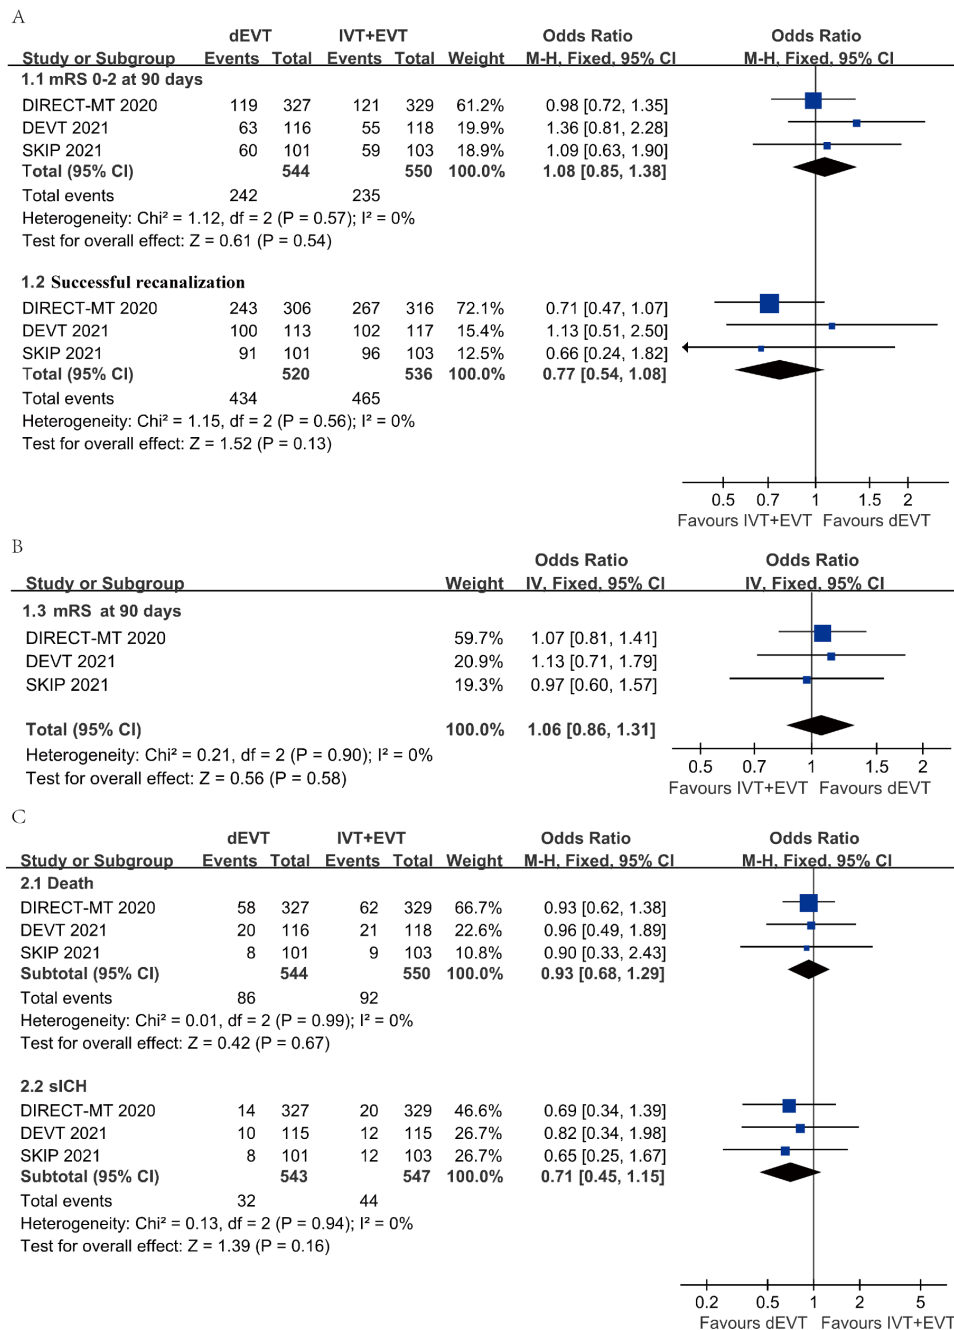 A
dEVT IVT+EVT Odds Ratio Odds Ratio
Study or Subgroup Events Total Events Total Weight M-H, Fixed, 95% CI M-H, Fixed, 95% CI
1.1 mRS 0-2 at 90 days
DIRECT-MT 2020 119 327 121 329 61.2% 0.98 [0.72, 1.35]
DEVT 2021 63 116 55 118 19.9% 1.36 [0.81, 2.28]
SKIP 2021 60 101 59 103 18.9% 1.09 [0.63, 1.90]
Total (95% CI) 544 550 100.0% 1.08 [0.85, 1.38]
Total events 242 235
Heterogeneity: Chi² = 1.12, df = 2 (P = 0.57); I² = 0%
Test for overall effect: Z = 0.61 (P = 0.54)
1.2 Successful recanalization
DIRECT-MT 2020 243 306 267 316 72.1% 0.71 [0.47, 1.07]
DEVT 2021 100 113 102 117 15.4% 1.13 [0.51, 2.50]
SKIP 2021 91 101 96 103 12.5% 0.66 [0.24, 1.82]
Total (95% CI) 520 536 100.0% 0.77 [0.54, 1.08]
Total events 434 465
Heterogeneity: Chi² = 1.15, df = 2 (P = 0.56); I² = 0%
Test for overall effect: Z = 1.52 (P = 0.13)
0.5 0.7 1 1.5 2
Favours IVT+EVT Favours dEVT
B
Odds Ratio Odds Ratio
Study or Subgroup Weight IV, Fixed, 95% CI IV, Fixed, 95% CI
1.3 mRS at 90 days
DIRECT-MT 2020 59.7% 1.07 [0.81, 1.41]
DEVT 2021 20.9% 1.13 [0.71, 1.79]
SKIP 2021 19.3% 0.97 [0.60, 1.57]
Total (95% CI) 100.0% 1.06 [0.86, 1.31]
Heterogeneity: Chi² = 0.21, df = 2 (P = 0.90); I² = 0%
Test for overall effect: Z = 0.56 (P = 0.58)
0.5 0.7 1 1.5 2
Favours IVT+EVT Favours dEVT
C
dEVT IVT+EVT Odds Ratio Odds Ratio
Study or Subgroup Events Total Events Total Weight M-H, Fixed, 95% CI M-H, Fixed, 95% CI
2.1 Death
DIRECT-MT 2020 58 327 62 329 66.7% 0.93 [0.62, 1.38]
DEVT 2021 20 116 21 118 22.6% 0.96 [0.49, 1.89]
SKIP 2021 8 101 9 103 10.8% 0.90 [0.33, 2.43]
Subtotal (95% CI) 544 550 100.0% 0.93 [0.68, 1.29]
Total events 86 92
Heterogeneity: Chi² = 0.01, df = 2 (P = 0.99); I² = 0%
Test for overall effect: Z = 0.42 (P = 0.67)
2.2 sICH
DIRECT-MT 2020 14 327 20 329 46.6% 0.69 [0.34, 1.39]
DEVT 2021 10 115 12 115 26.7% 0.82 [0.34, 1.98]
SKIP 2021 8 101 12 103 26.7% 0.65 [0.25, 1.67]
Subtotal (95% CI) 543 547 100.0% 0.71 [0.45, 1.15]
Total events 32 44
Heterogeneity: Chi² = 0.13, df = 2 (P = 0.94); I² = 0%
Test for overall effect: Z = 1.39 (P = 0.16)
0.2 0.5 1 2 5
Favours dEVT Favours IVT+EVT